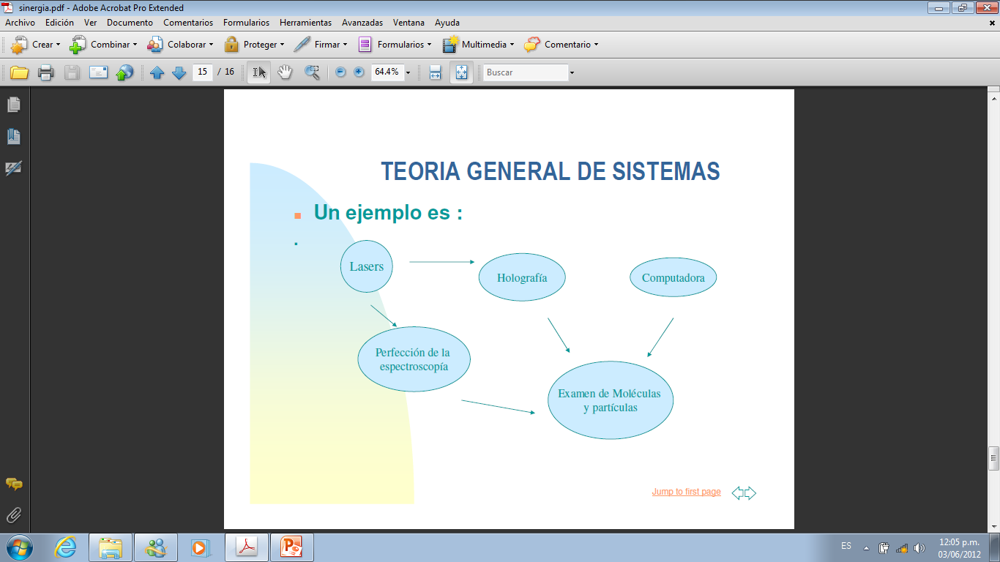 sinergia.pdf - Adobe Acrobat Pro Extended
Archivo Edición Ver Documento Comentarios Formularios Herramientas Avanzadas Ventana Ayuda
Crear Combinar Colaborar Proteger Firmar Formularios Multimedia Comentario
15 / 16 64.4% Buscar
TEORIA GENERAL DE SISTEMAS
Un ejemplo es :
.
Lasers
Holografía
Computadora
Perfección de la
espectroscopía
Examen de Moléculas
y partículas
Jump to first page
ES
12:05 p.m.
03/06/2012